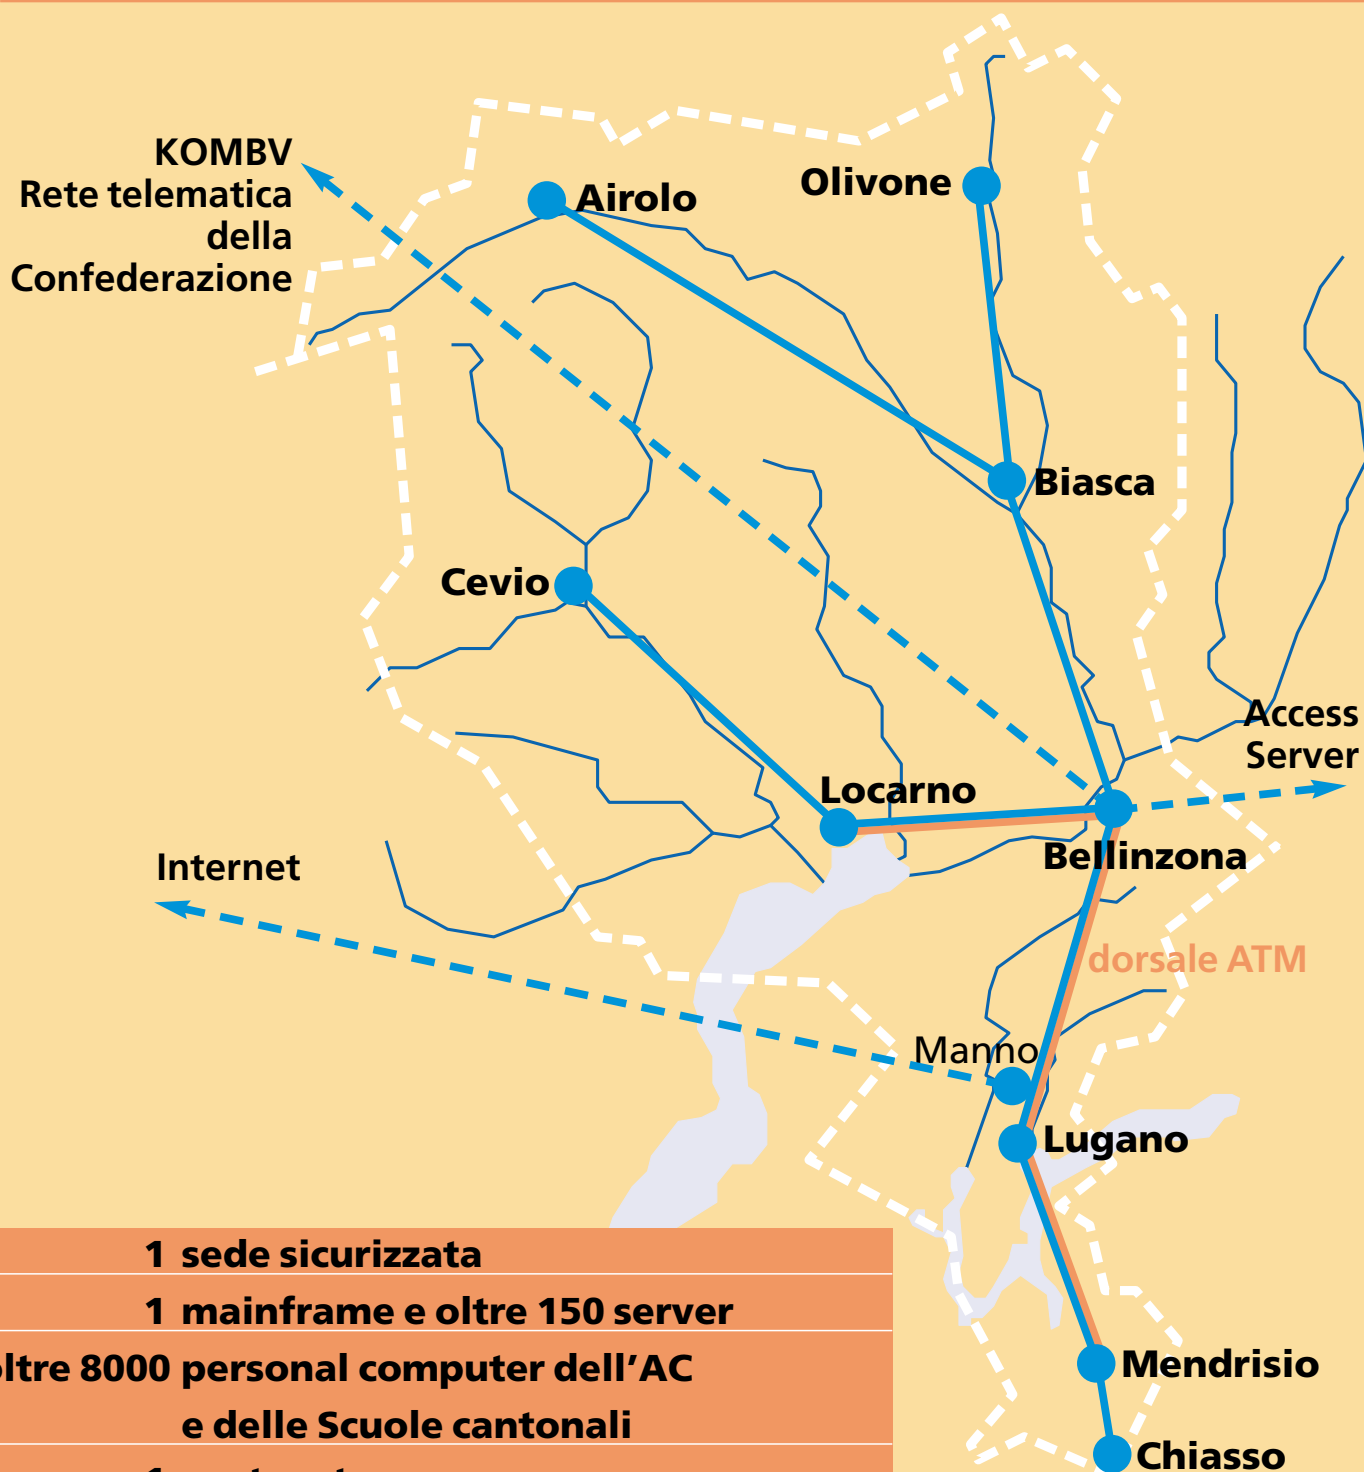 KOMBV
Rete telematica
della
Confederazione
Airolo
Olivone
Biasca
Cevio
Access
Server
Locarno
Bellinzona
Internet
dorsale ATM
Manno
Lugano
1 sede sicurizzata
1 mainframe e oltre 150 server
oltre 8000 personal computer dell’AC
e delle Scuole cantonali
Mendrisio
Chiasso